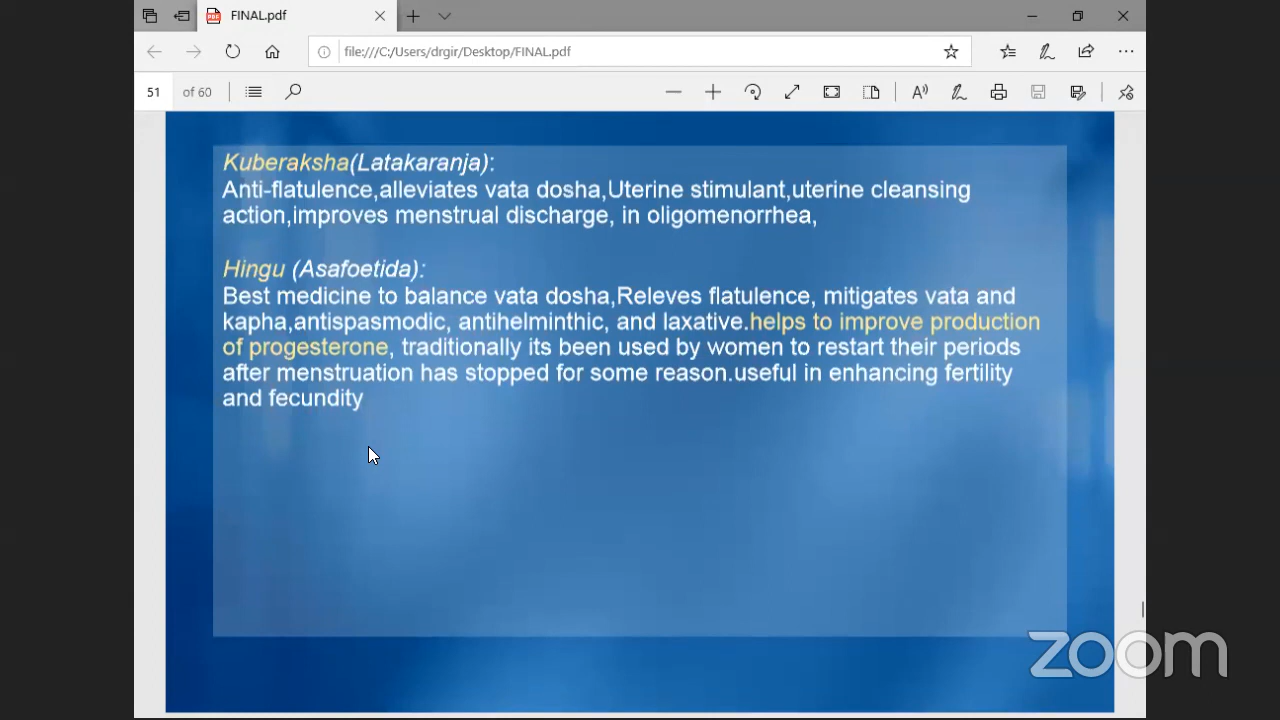 FINAL.pdf
file:///C:/Users/drgir/Desktop/FINAL.pdf
51 of 60
Kuberaksha(Latakaranja):
Anti-flatulence,alleviates vata dosha,Uterine stimulant,uterine cleansing
action,improves menstrual discharge, in oligomenorrhea,
Hingu (Asafoetida):
Best medicine to balance vata dosha,Releves flatulence, mitigates vata and
kapha,antispasmodic, antihelminthic, and laxative.helps to improve production
of progesterone, traditionally its been used by women to restart their periods
after menstruation has stopped for some reason.useful in enhancing fertility
and fecundity
zoom